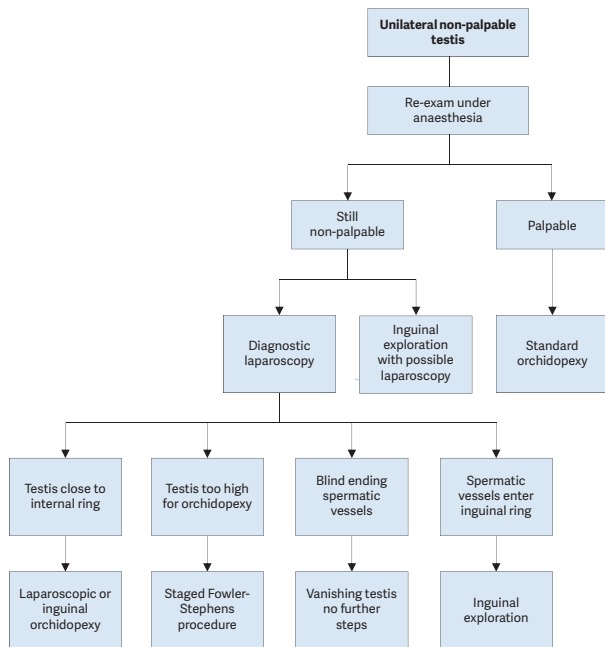 Unilateral non-palpable
testis
Re-exam under
anaesthesia
Still
non-palpable
Palpable
Diagnostic
laparoscopy
Inguinal
exploration
with possible
laparoscopy
Standard
orchidopexy
Testis close to
internal ring
Testis too high
for orchidopexy
Blind ending
spermatic
vessels
Spermatic
vessels enter
inguinal ring
Laparoscopic or
inguinal
orchidopexy
Staged Fowler-
Stephens
procedure
Vanishing testis
no further
steps
Inguinal
exploration